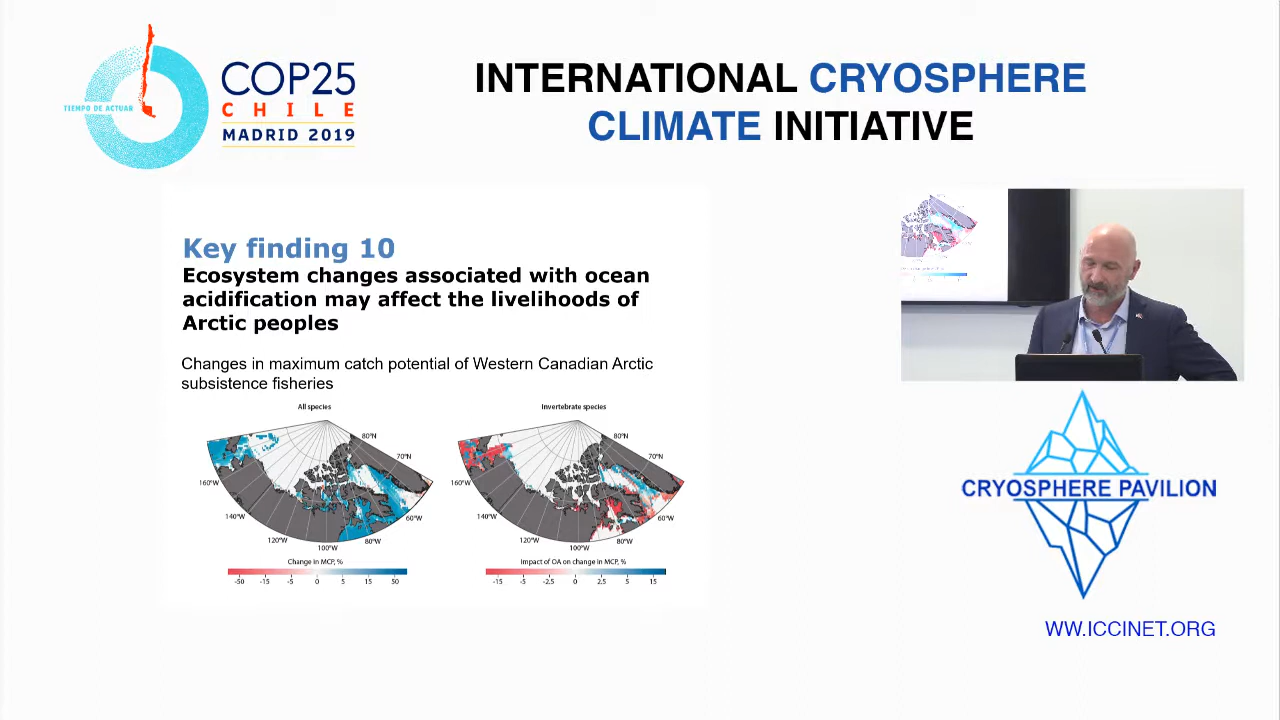 TIEMPO DE ACTUAR
COP25
CHILE
MADRID 2019
INTERNATIONAL CRYOSPHERE
CLIMATE INITIATIVE
Key finding 10
Ecosystem changes associated with ocean
acidification may affect the livelihoods of
Arctic peoples
Changes in maximum catch potential of Western Canadian Arctic
subsistence fisheries
All species
80°N
70°N
160°W
140°W
120°W
100°W
80°W
60°W
Change in MCP, %
-50 -15 -5 0 5 15 50
Invertebrate species
80°N
70°N
160°W
140°W
120°W
100°W
80°W
60°W
Impact of OA on change in MCP, %
-15 -5 -2.5 0 2.5 5 15
CRYOSPHERE PAVILION
WW.ICCINET.ORG